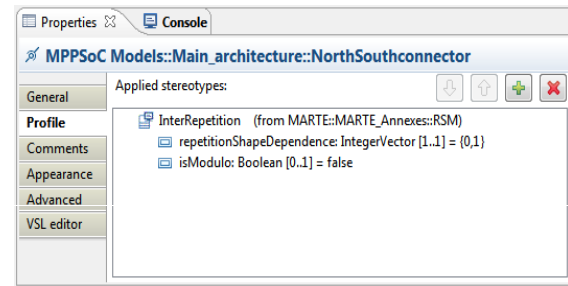 Properties Console
MPPSoC Models::Main_architecture::NorthSouthconnector
Applied stereotypes:
General
Profile
Comments
Appearance
Advanced
VSL editor
InterRepetition (from MARTE::MARTE_Annexes::RSM)
repetitionShapeDependence: IntegerVector [1..1] = {0,1}
isModulo: Boolean [0..1] = false